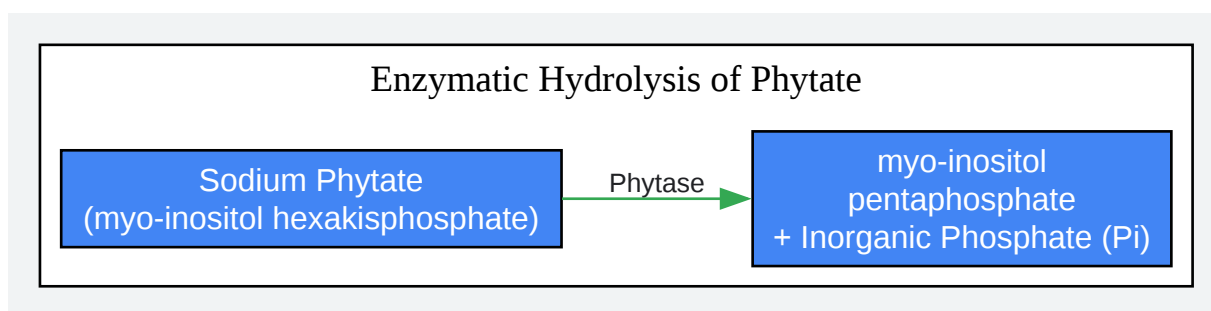 Enzymatic Hydrolysis of Phytate
Sodium Phytate
(myo-inositol hexakisphosphate)
Phytase
myo-inositol
pentaphosphate
+ Inorganic Phosphate (Pi)